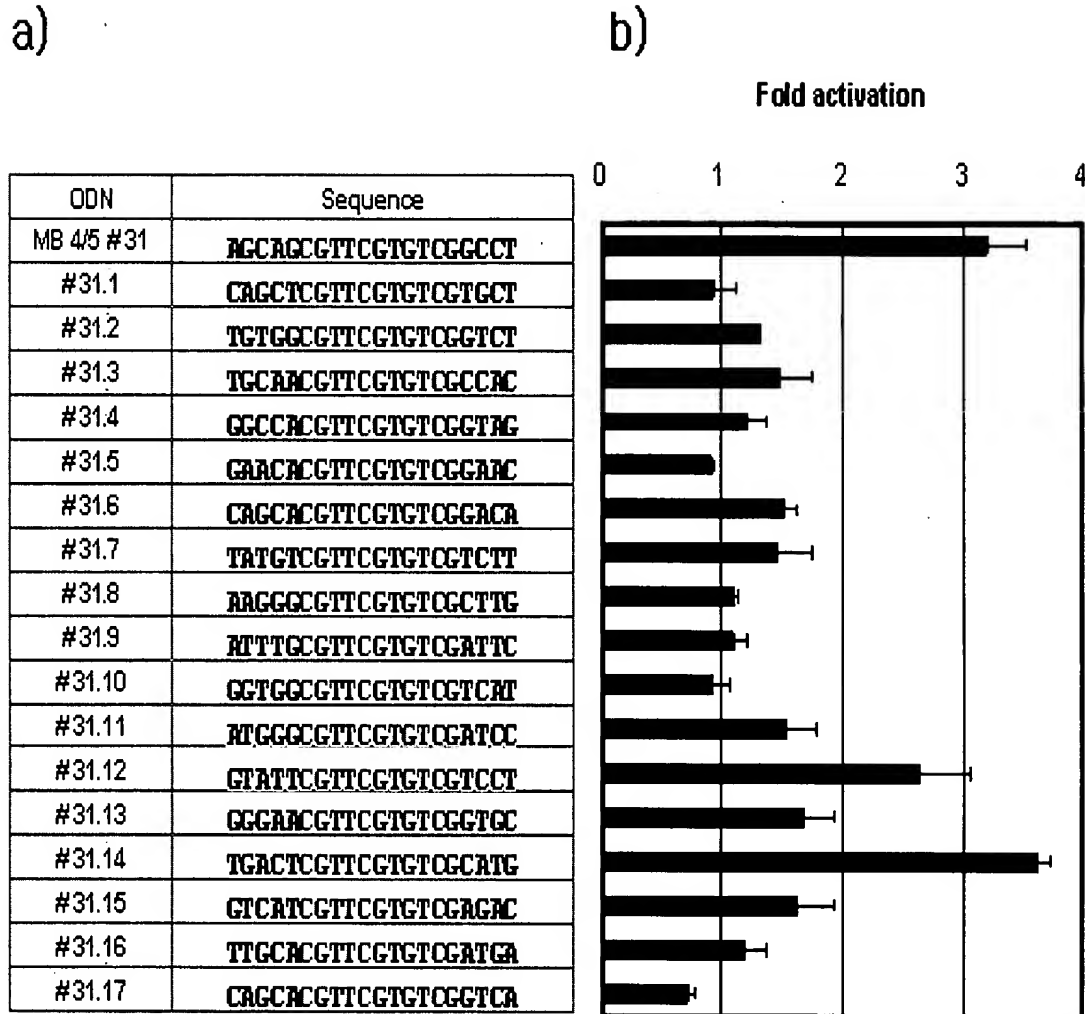 a)
b)
Fold activation
0 1 2 3 4
ODN Sequence
MB 4/5 #31 AGCAGCGTTCGTGTCGGCCT
#31.1 CAGCTCGTTCGTGTCGTGCT
#31.2 TGTGGCGTTCGTGTCGGTCT
#31.3 TGCAACGTTCGTGTCGCCAC
#31.4 GGCCACGTTCGTGTCGGTAG
#31.5 GAACACGTTCGTGTCGGAAC
#31.6 CAGCACGTTCGTGTCGGACA
#31.7 TATGTCGTTCGTGTCGTCTT
#31.8 AAGGGCGTTCGTGTCGCTTG
#31.9 ATTTGCGTTCGTGTCGATTC
#31.10 GGTGGCGTTCGTGTCGTCAT
#31.11 ATGGGCGTTCGTGTCGATCC
#31.12 GTATTCGTTCGTGTCGTCCT
#31.13 GGGAACGTTCGTGTCGGTGC
#31.14 TGACTCGTTCGTGTCGCATG
#31.15 GTCATCGTTCGTGTCGAGAC
#31.16 TTGCACGTTCGTGTCGATGA
#31.17 CAGCACGTTCGTGTCGGTCA